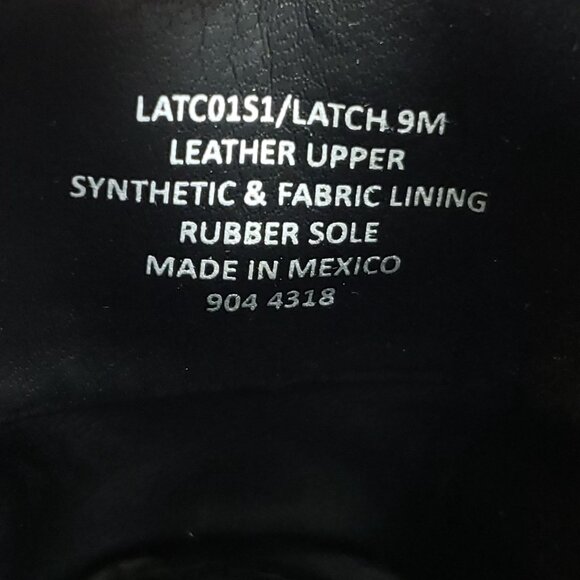 LATC01S1/LATCH 9M
LEATHER UPPER
SYNTHETIC & FABRIC LINING
RUBBER SOLE
MADE IN MEXICO
904 4318